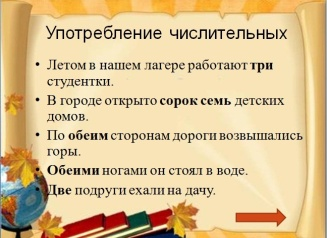 Употребление числительных
• Летом в нашем лагере работают три
студентки.
• В городе открыто сорок семь детских
домов.
• По обеим сторонам дороги возвышались
горы.
• Обеими ногами он стоял в воде.
• Две подруги ехали на дачу.